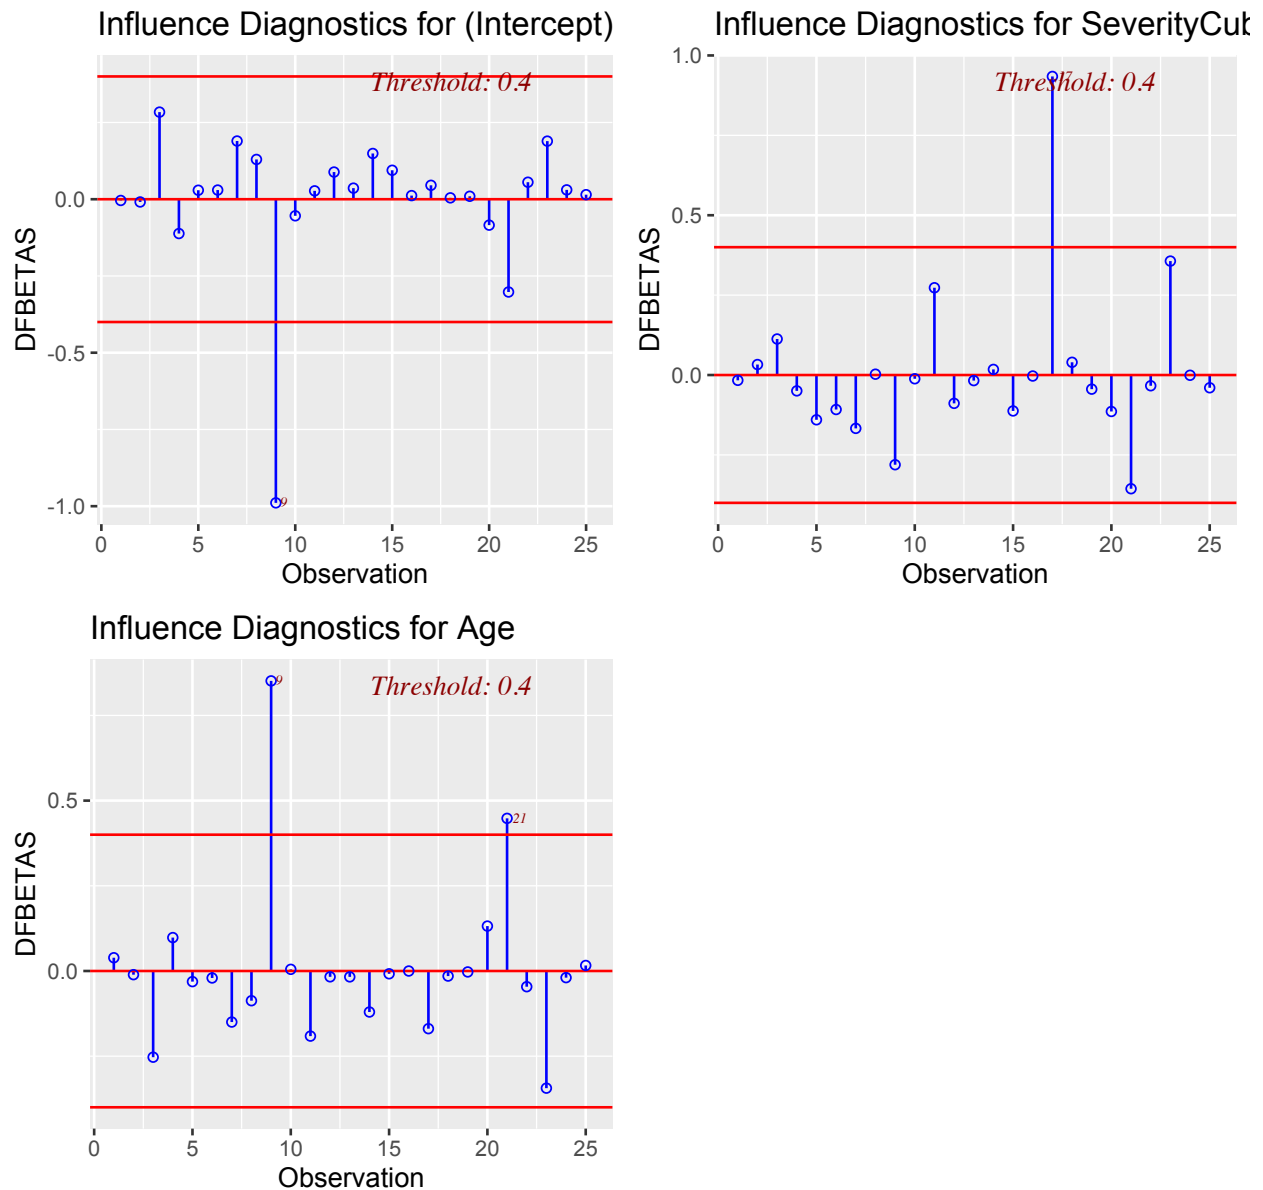 Influence Diagnostics for (Intercept)
Threshold: 0.4
0.0
-0.5
-1.0
9
DFBETAS
0
5
10
15
20
25
Observation
Influence Diagnostics for SeverityCub
1.0
17
Threshold: 0.4
0.5
0.0
DFBETAS
0
5
10
15
20
25
Observation
Influence Diagnostics for Age
9
Threshold: 0.4
0.5
21
0.0
DFBETAS
0
5
10
15
20
25
Observation